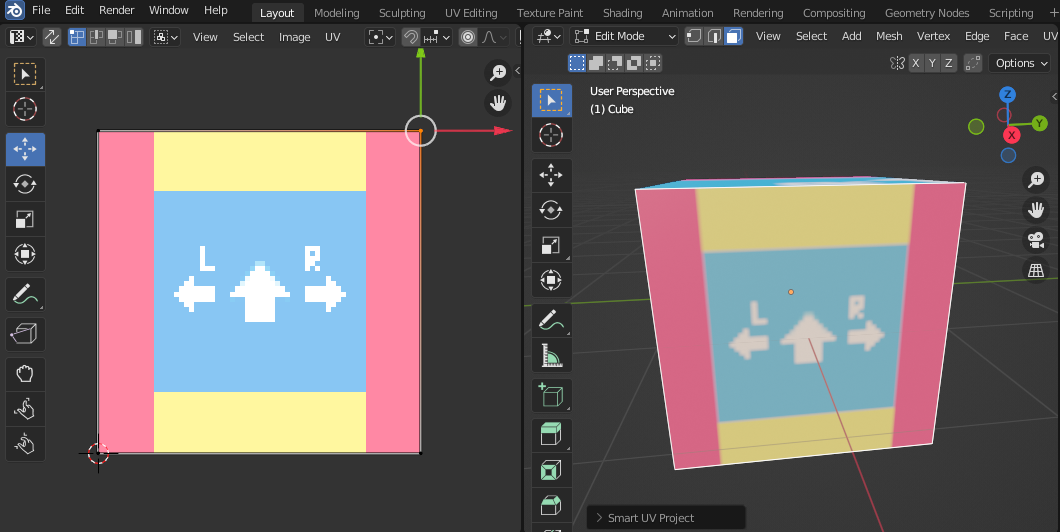 File Edit Render Window Help Layout Modeling Sculpting UV Editing Texture Paint Shading Animation Rendering Compositing Geometry Nodes Scripting +
View Select Image UV
Edit Mode View Select Add Mesh Vertex Edge Face UV
X Y Z Options
User Perspective
(1) Cube
Z
Y
X
L R
L R
Smart UV Project